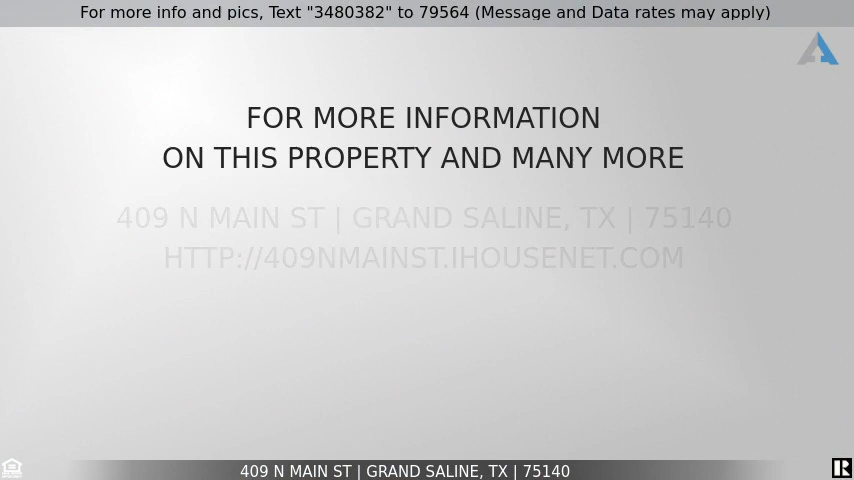 For more info and pics, Text "3480382" to 79564 (Message and Data rates may apply)
FOR MORE INFORMATION
ON THIS PROPERTY AND MANY MORE
409 N MAIN ST | GRAND SALINE, TX | 75140
HTTP://409NMAINST.IHOUSENET.COM
409 N MAIN ST | GRAND SALINE, TX | 75140